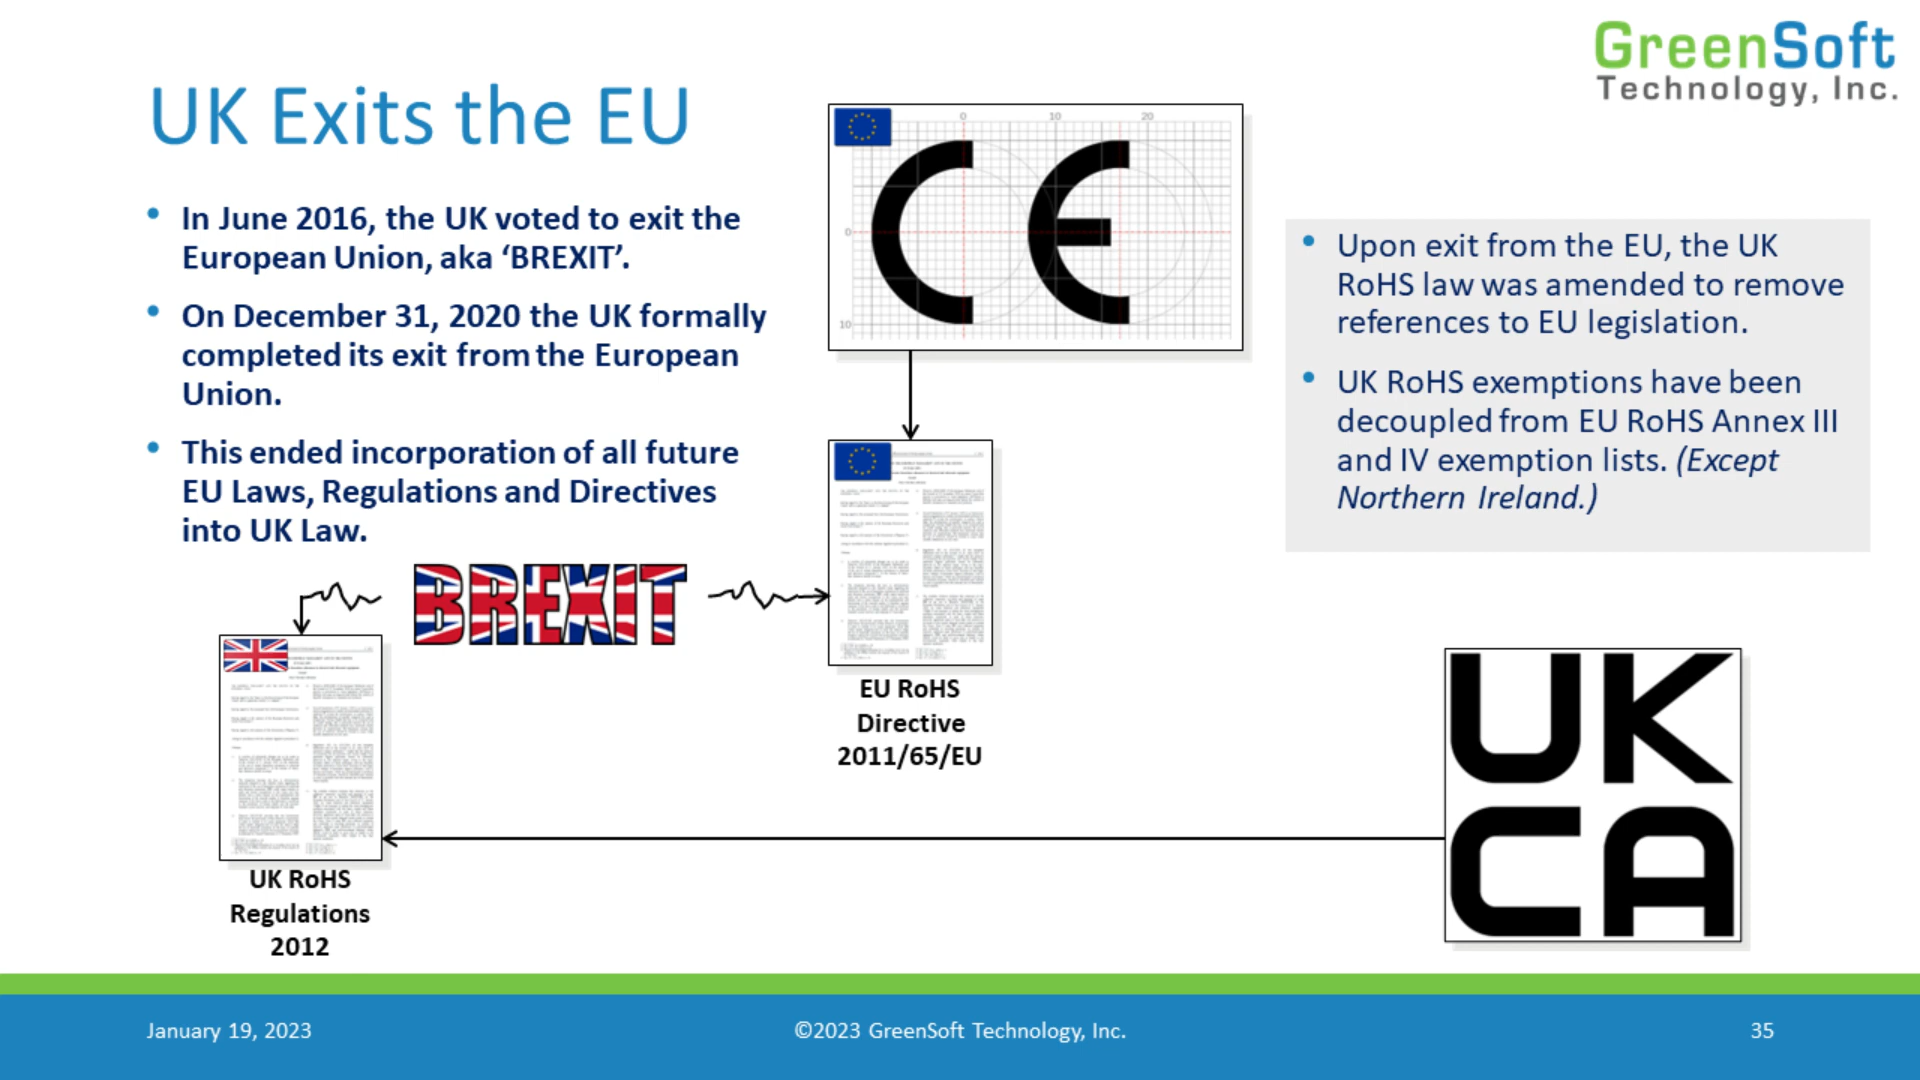 GreenSoft
Technology, Inc.
UK Exits the EU
• In June 2016, the UK voted to exit the
European Union, aka ‘BREXIT’.
• On December 31, 2020 the UK formally
completed its exit from the European
Union.
• This ended incorporation of all future
EU Laws, Regulations and Directives
into UK Law.
0 10 20
0
10
CE
• Upon exit from the EU, the UK
RoHS law was amended to remove
references to EU legislation.
• UK RoHS exemptions have been
decoupled from EU RoHS Annex III
and IV exemption lists. (Except
Northern Ireland.)
BREXIT
EU RoHS
Directive
2011/65/EU
UK RoHS
Regulations
2012
UK
CA
January 19, 2023
©2023 GreenSoft Technology, Inc.
35